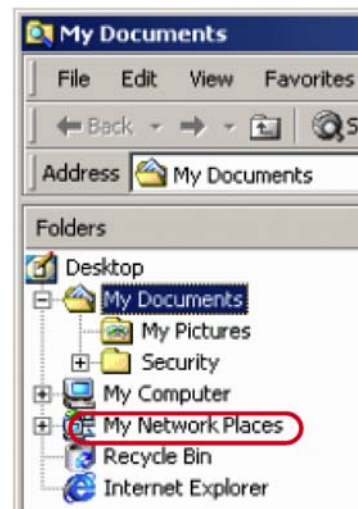 My Documents
File Edit View Favorites
Back
Address My Documents
Folders
Desktop
My Documents
My Pictures
Security
My Computer
My Network Places
Recycle Bin
Internet Explorer